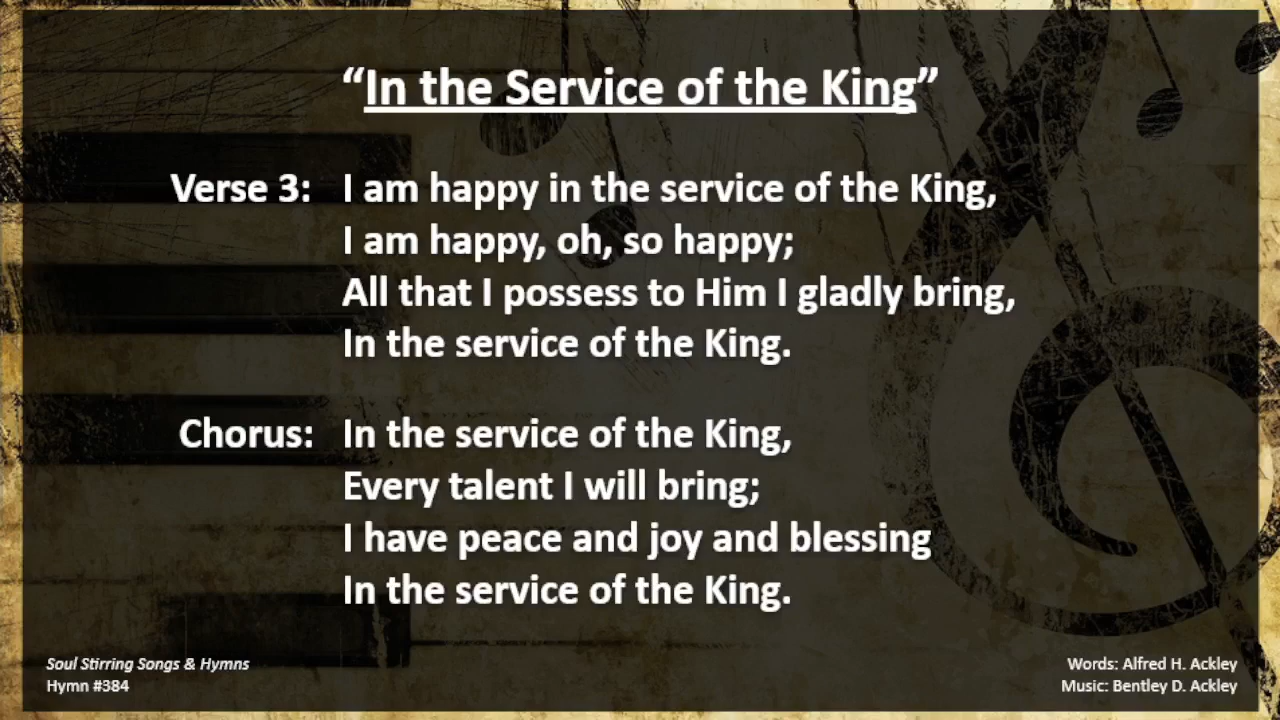 “In the Service of the King”
Verse 3: I am happy in the service of the King,
I am happy, oh, so happy;
All that I possess to Him I gladly bring,
In the service of the King.
Chorus: In the service of the King,
Every talent I will bring;
I have peace and joy and blessing
In the service of the King.
Soul Stirring Songs & Hymns
Hymn #384
Words: Alfred H. Ackley
Music: Bentley D. Ackley